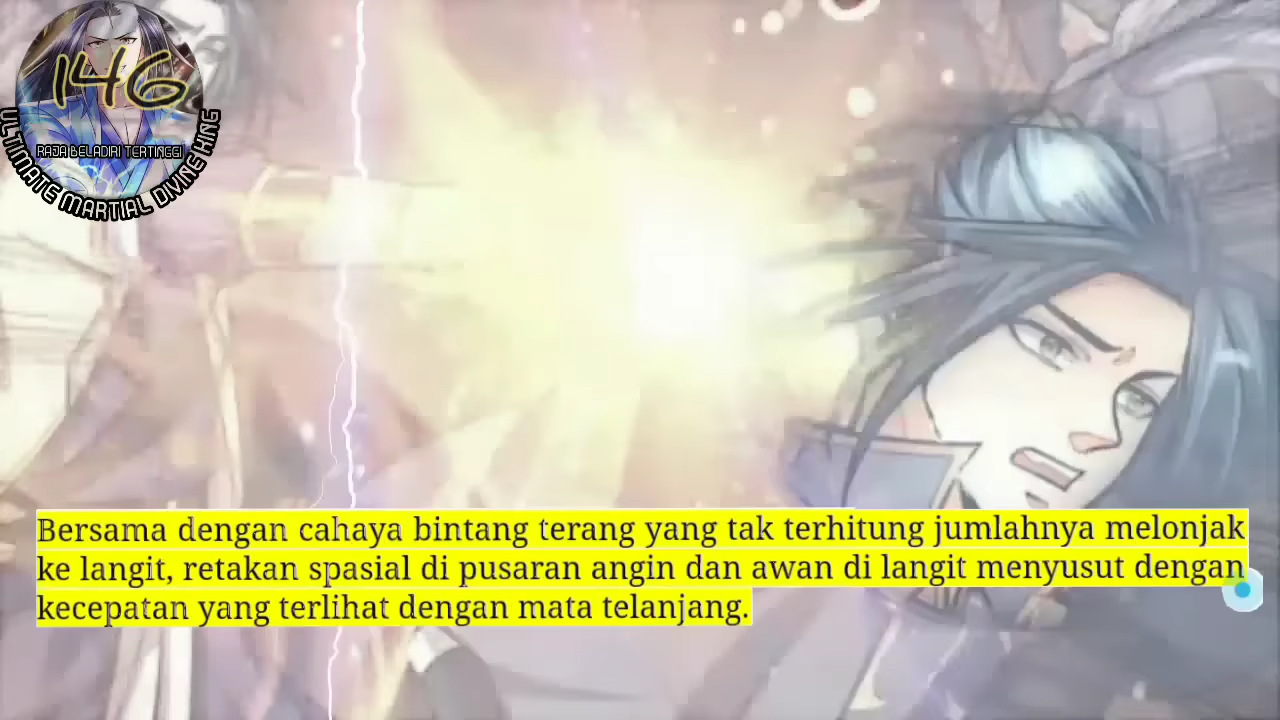 146
RAJA BELADIRI TERTINGGI
ULTIMATE MARTIAL DIVINE KING
Bersama dengan cahaya bintang terang yang tak terhitung jumlahnya melonjak
ke langit, retakan spasial di pusaran angin dan awan di langit menyusut dengan
kecepatan yang terlihat dengan mata telanjang.